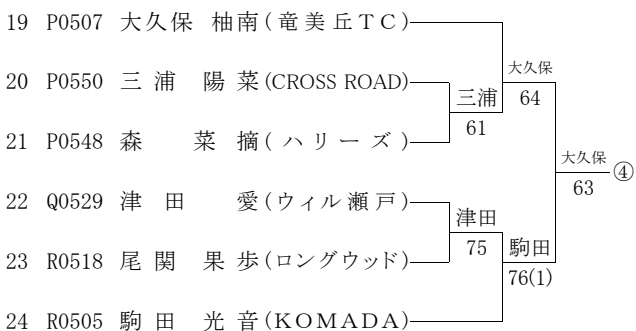 19 P0507 大久保 柚南(竜美丘TC)
大久保
20 P0550 三浦 陽菜(CROSS ROAD)
三浦 64
61
21 P0548 森 菜摘(ハリーズ)
大久保 ④
63
22 Q0529 津田 愛(ウィル瀬戸)
津田
75 駒田
23 R0518 尾関 果歩(ロングウッド)
76(1)
24 R0505 駒田 光音(KOMADA)